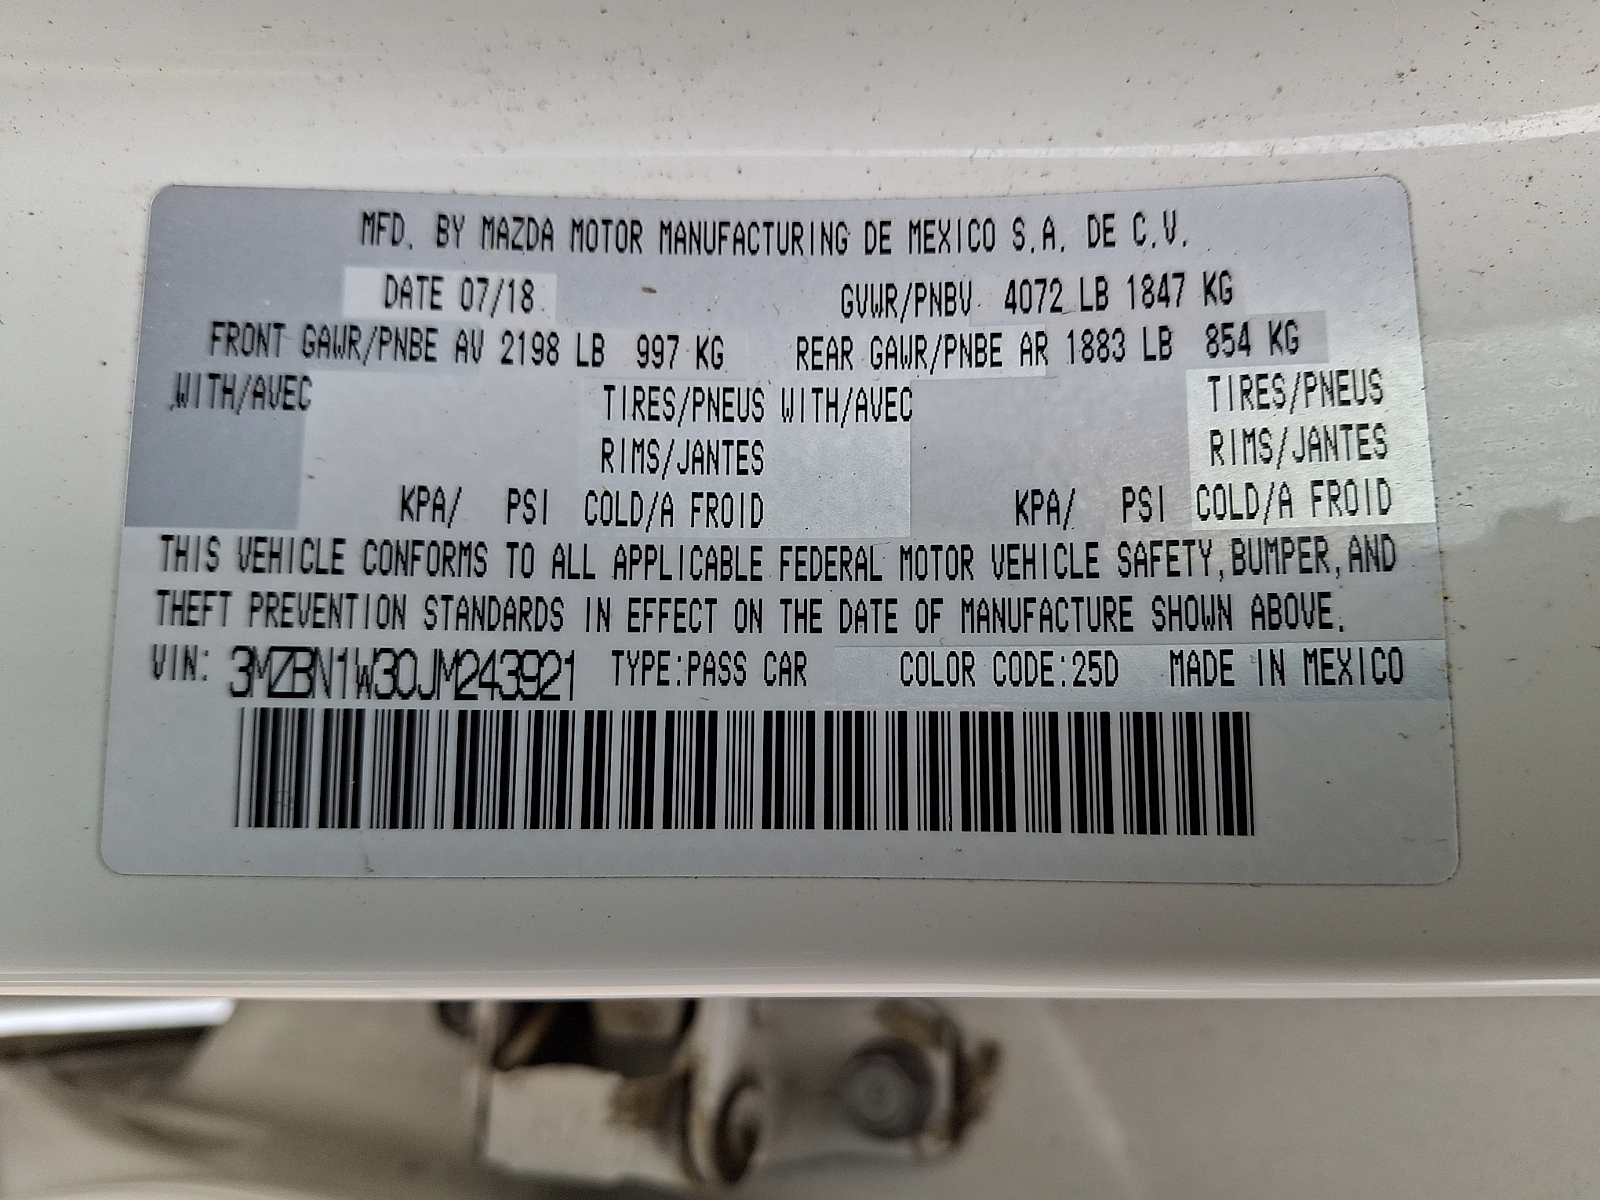 MFD. BY MAZDA MOTOR MANUFACTURING DE MEXICO S.A. DE C.V.
DATE 07/18 GVWR/PNBV 4072 LB 1847 KG
FRONT GAWR/PNBE AV 2198 LB 997 KG REAR GAWR/PNBE AR 1883 LB 854 KG
WITH/AVEC TIRES/PNEUS WITH/AVEC TIRES/PNEUS
RIMS/JANTES RIMS/JANTES
KPA/ PSI COLD/A FROID KPA/ PSI COLD/A FROID
THIS VEHICLE CONFORMS TO ALL APPLICABLE FEDERAL MOTOR VEHICLE SAFETY, BUMPER, AND
THEFT PREVENTION STANDARDS IN EFFECT ON THE DATE OF MANUFACTURE SHOWN ABOVE.
VIN: 3MZBN1W30JM243921 TYPE:PASS CAR COLOR CODE:25D MADE IN MEXICO